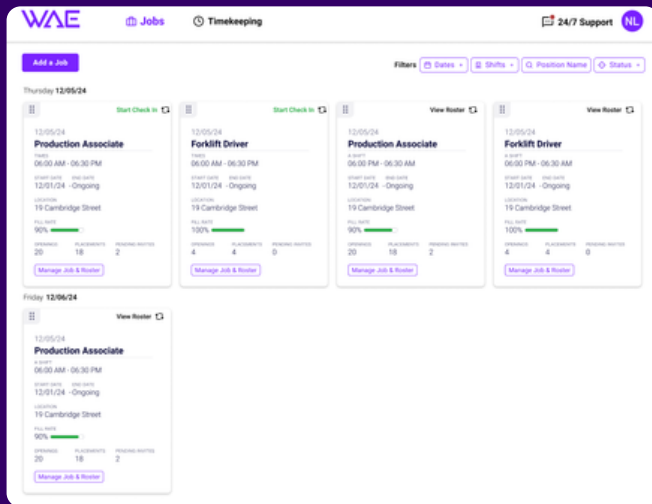 WAE
Jobs
Timekeeping
24/7 Support
NL
Add a Job
Filters
Dates
Shifts
Position Name
Status
Thursday 12/05/24
Start Check In
12/05/24
Production Associate
TIMES
06:00 AM - 06:30 PM
START DATE END DATE
12/01/24 - Ongoing
LOCATION
19 Cambridge Street
FILL RATE
90%
OPENINGS PLACEMENTS PENDING INVITES
20 18 2
Manage Job & Roster
Start Check In
12/05/24
Forklift Driver
TIMES
06:00 AM - 06:30 PM
START DATE END DATE
12/01/24 - Ongoing
LOCATION
19 Cambridge Street
FILL RATE
100%
OPENINGS PLACEMENTS PENDING INVITES
4 4 0
Manage Job & Roster
View Roster
12/05/24
Production Associate
A SHIFT
06:00 PM - 06:30 AM
START DATE END DATE
12/01/24 - Ongoing
LOCATION
19 Cambridge Street
FILL RATE
90%
OPENINGS PLACEMENTS PENDING INVITES
20 18 2
Manage Job & Roster
View Roster
12/05/24
Forklift Driver
A SHIFT
06:00 PM - 06:30 AM
START DATE END DATE
12/01/24 - Ongoing
LOCATION
19 Cambridge Street
FILL RATE
100%
OPENINGS PLACEMENTS PENDING INVITES
4 4 0
Manage Job & Roster
Friday 12/06/24
View Roster
12/05/24
Production Associate
A SHIFT
06:00 AM - 06:30 PM
START DATE END DATE
12/01/24 - Ongoing
LOCATION
19 Cambridge Street
FILL RATE
90%
OPENINGS PLACEMENTS PENDING INVITES
20 18 2
Manage Job & Roster